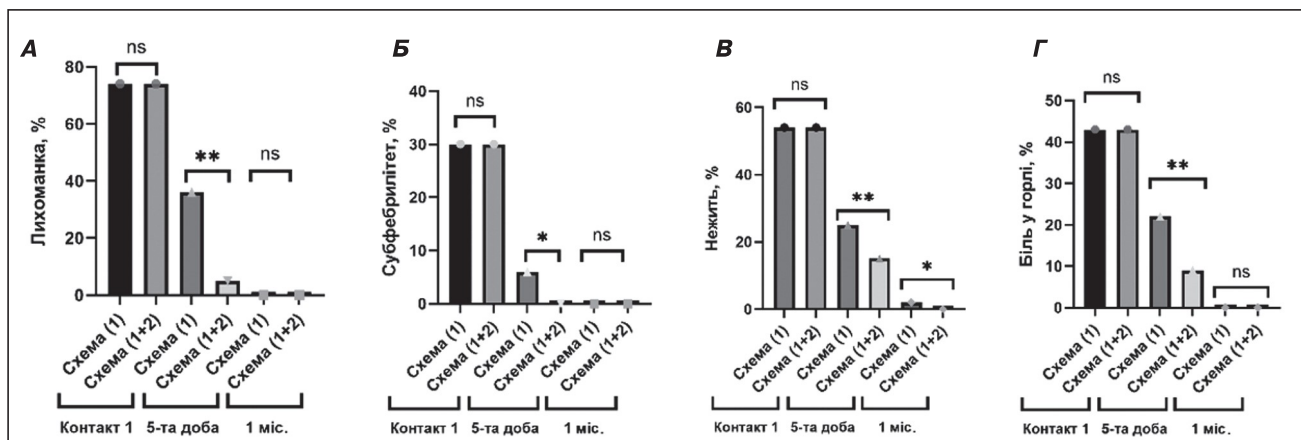 А
Лихоманка, %
80
60
40
20
0
ns
**
ns
Схема (1)
Схема (1+2)
Схема (1)
Схема (1+2)
Схема (1)
Схема (1+2)
Контакт 1
5-та доба
1 міс.
Б
Субфебрилітет, %
40
30
20
10
0
ns
*
ns
Схема (1)
Схема (1+2)
Схема (1)
Схема (1+2)
Схема (1)
Схема (1+2)
Контакт 1
5-та доба
1 міс.
В
Нежить, %
60
40
20
0
ns
**
*
Схема (1)
Схема (1+2)
Схема (1)
Схема (1+2)
Схема (1)
Схема (1+2)
Контакт 1
5-та доба
1 міс.
Г
Біль у горлі, %
50
40
30
20
10
0
ns
**
ns
Схема (1)
Схема (1+2)
Схема (1)
Схема (1+2)
Схема (1)
Схема (1+2)
Контакт 1
5-та доба
1 міс.